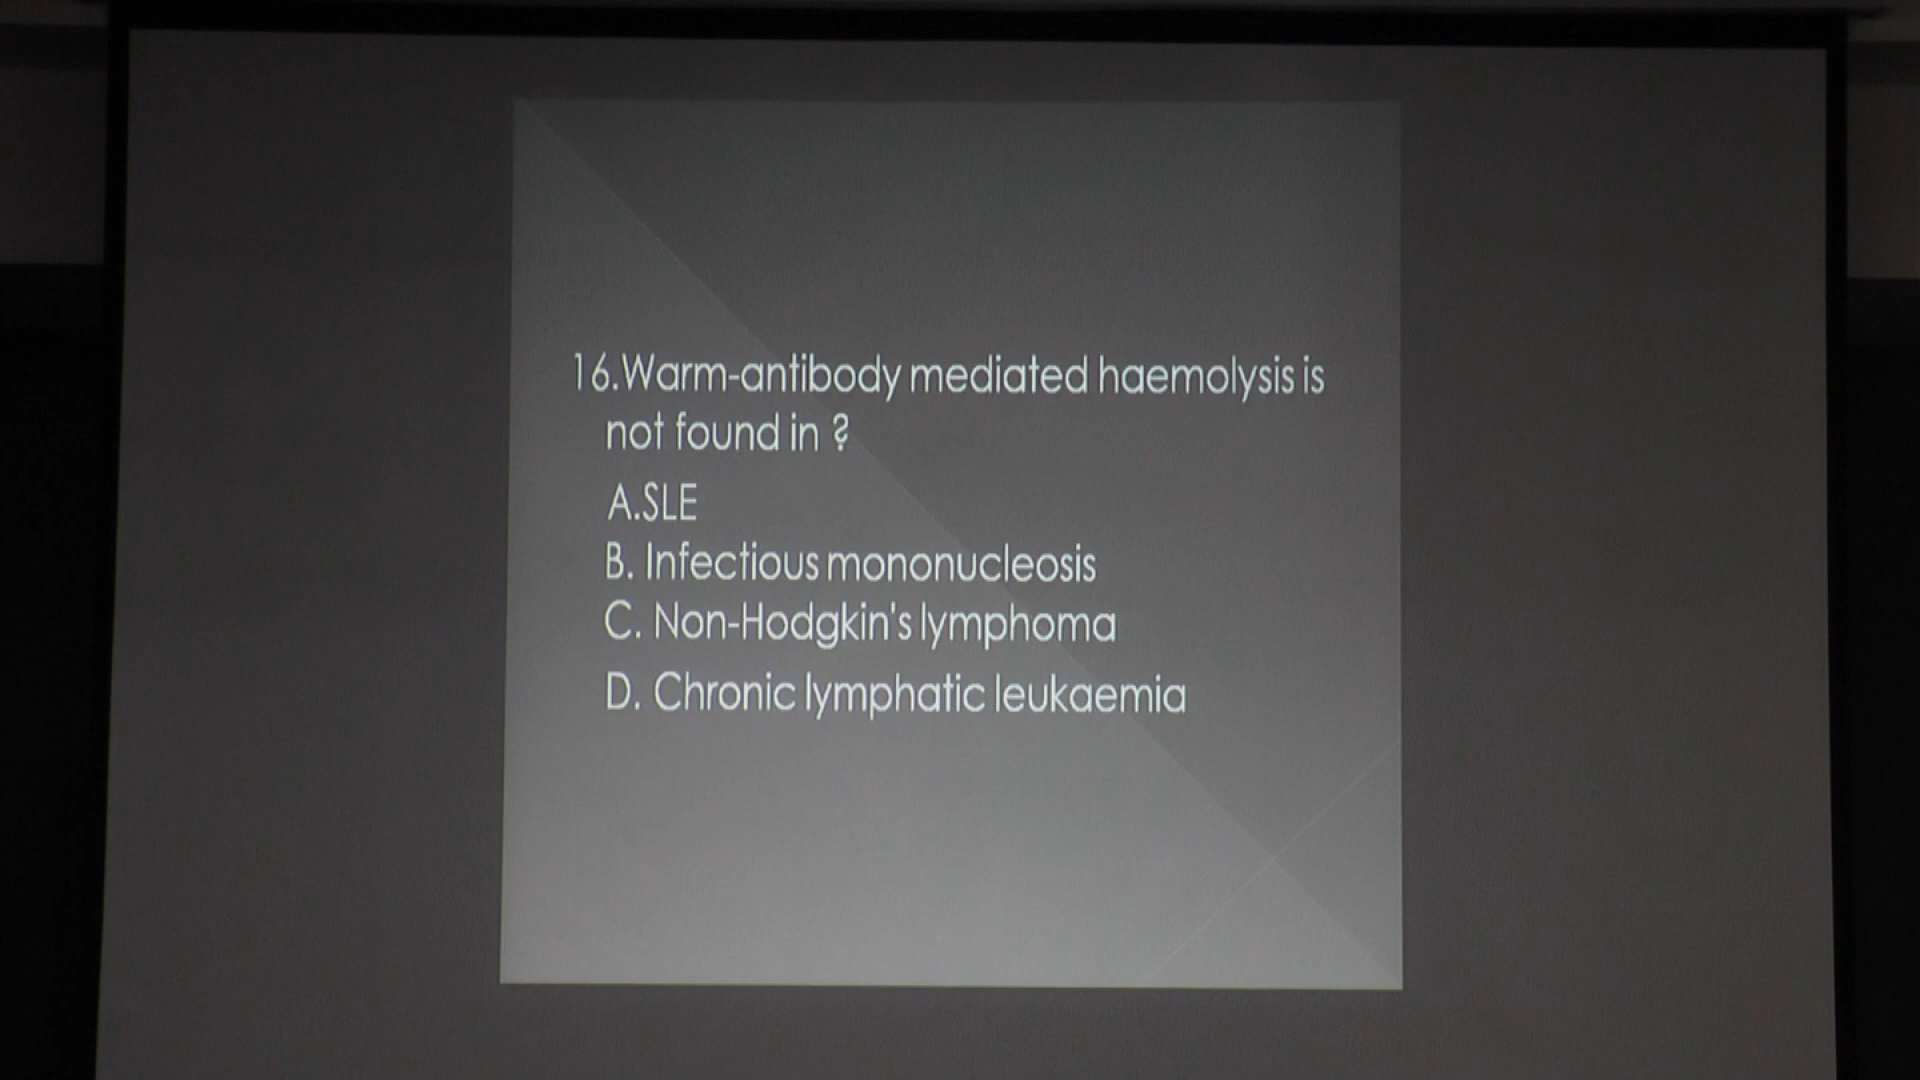 16.Warm-antibody mediated haemolysis is
not found in ?
A.SLE
B. Infectious mononucleosis
C. Non-Hodgkin's lymphoma
D. Chronic lymphatic leukaemia